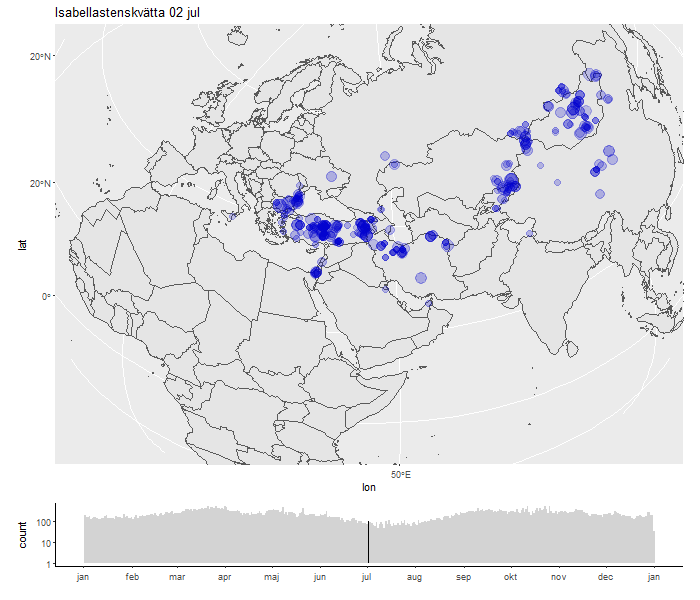 Isabellastenskvätta 02 jul
20°N
20°N
0°
lat
50°E
lon
count
100
10
1
jan feb mar apr maj jun jul aug sep okt nov dec jan